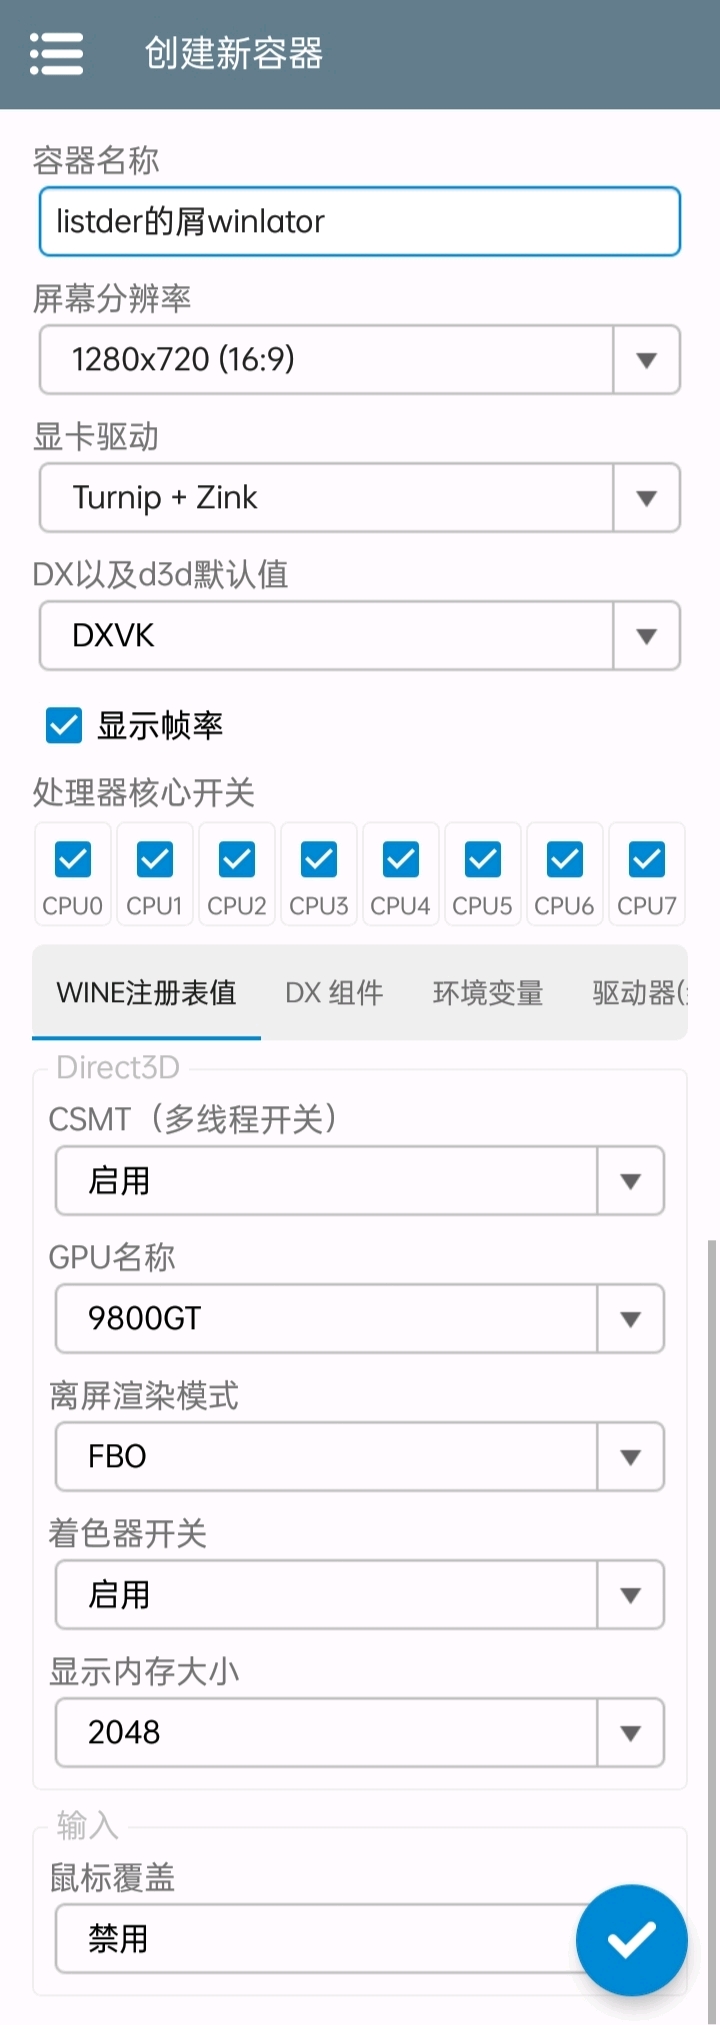 创建新容器
容器名称
listder的屑winlator
屏幕分辨率
1280x720 (16:9)
显卡驱动
Turnip + Zink
DX以及d3d默认值
DXVK
显示帧率
处理器核心开关
CPU0 CPU1 CPU2 CPU3 CPU4 CPU5 CPU6 CPU7
WINE注册表值 DX 组件 环境变量 驱动器(
Direct3D
CSMT（多线程开关）
启用
GPU名称
9800GT
离屏渲染模式
FBO
着色器开关
启用
显示内存大小
2048
输入
鼠标覆盖
禁用